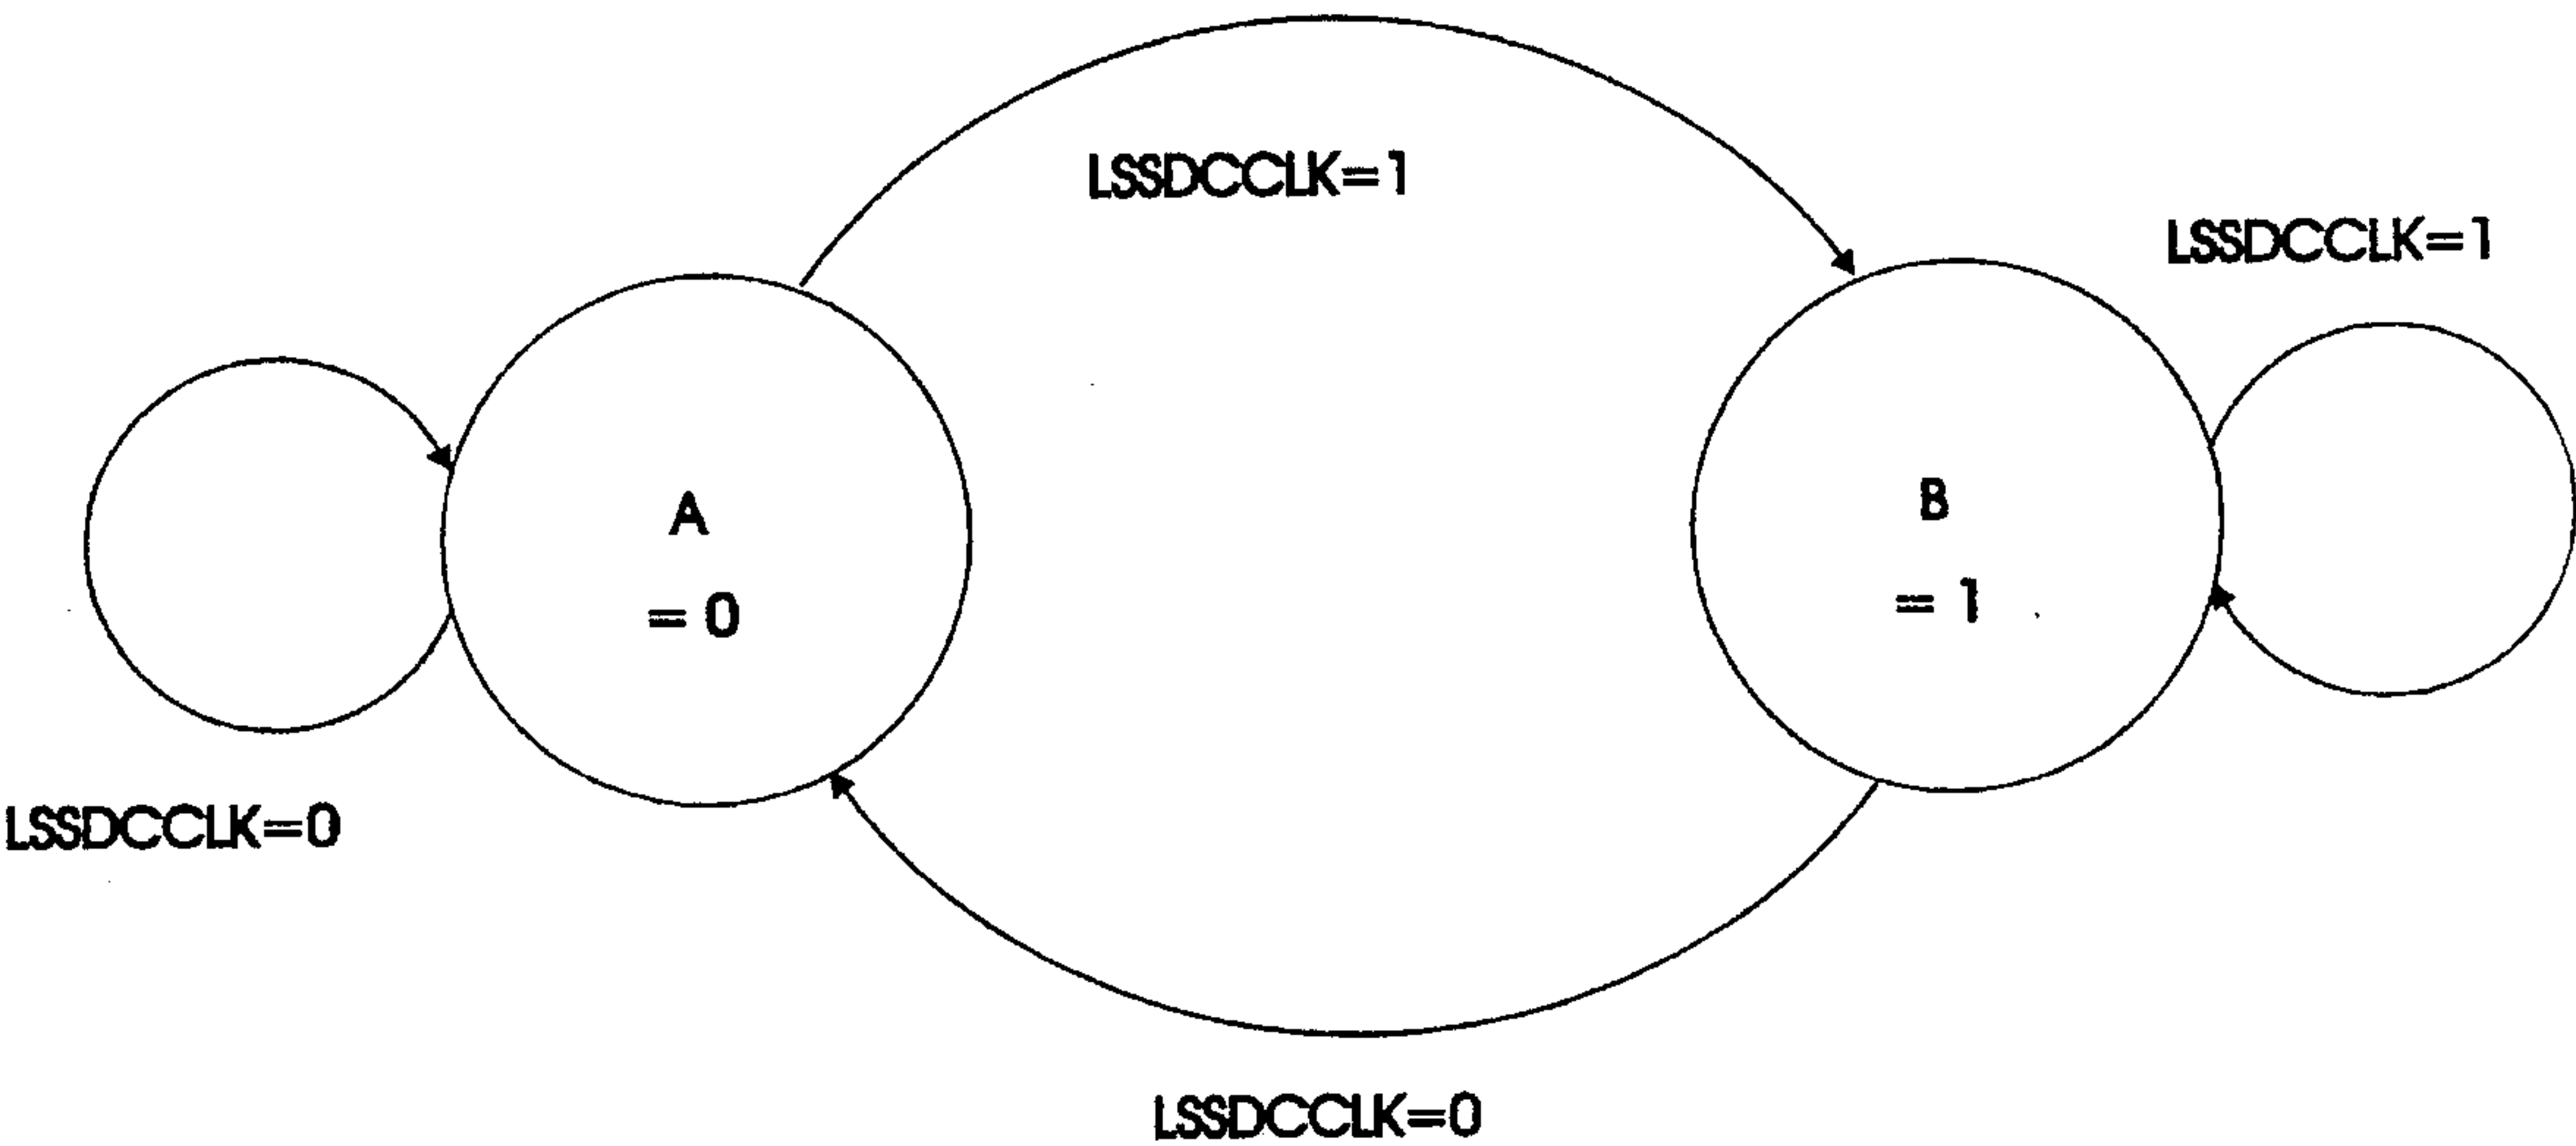 LSSDCCLK=1
LSSDCCLK=1
A
= 0
B
= 1
LSSDCCLK=0
LSSDCCLK=0